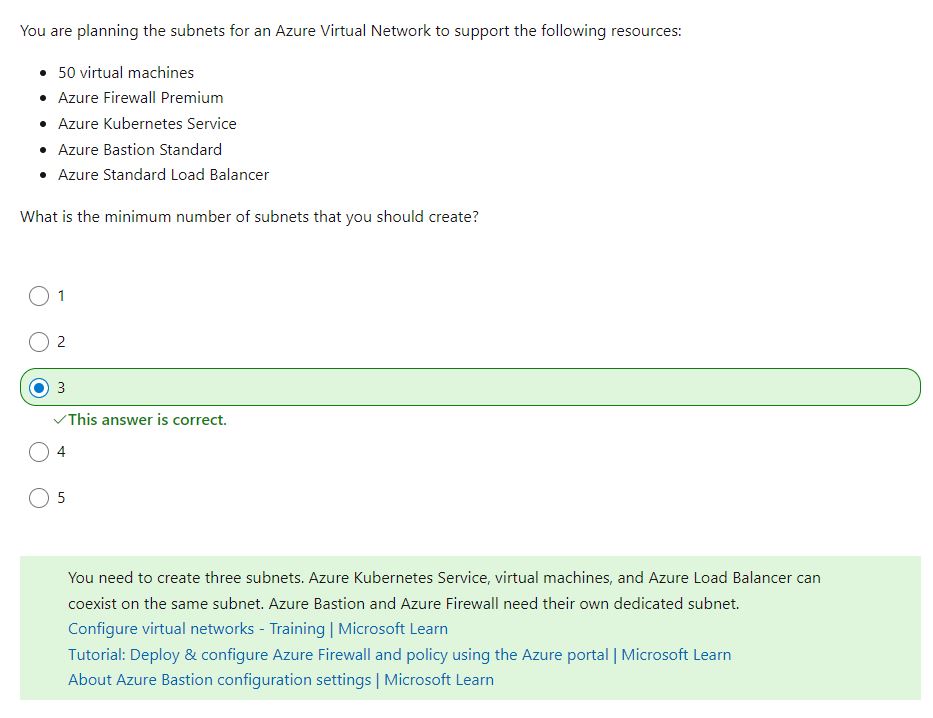 You are planning the subnets for an Azure Virtual Network to support the following resources:
50 virtual machines
Azure Firewall Premium
Azure Kubernetes Service
Azure Bastion Standard
Azure Standard Load Balancer
What is the minimum number of subnets that you should create?
1
2
3
This answer is correct.
4
5
You need to create three subnets. Azure Kubernetes Service, virtual machines, and Azure Load Balancer can
coexist on the same subnet. Azure Bastion and Azure Firewall need their own dedicated subnet.
Configure virtual networks - Training | Microsoft Learn
Tutorial: Deploy & configure Azure Firewall and policy using the Azure portal | Microsoft Learn
About Azure Bastion configuration settings | Microsoft Learn